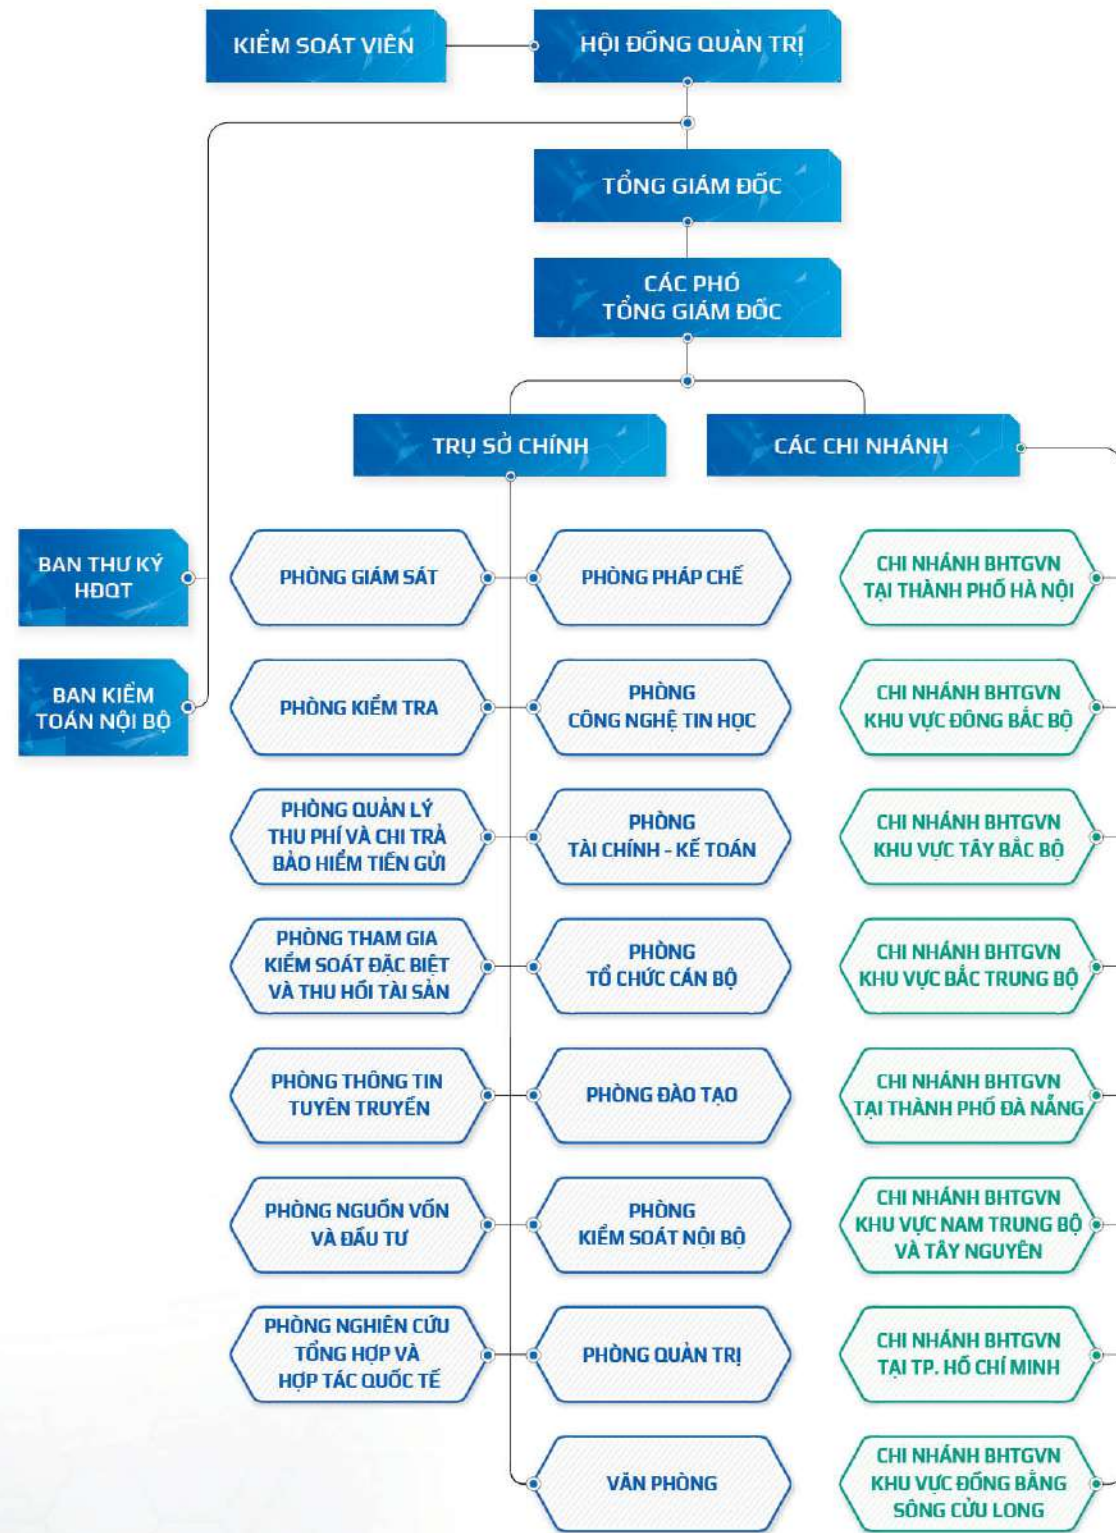 KIỂM SOÁT VIÊN
HỘI ĐỒNG QUẢN TRỊ
TỔNG GIÁM ĐỐC
CÁC PHÓ
TỔNG GIÁM ĐỐC
TRỤ SỞ CHÍNH
CÁC CHI NHÁNH
BAN THƯ KÝ
HĐQT
BAN KIỂM
TOÁN NỘI BỘ
PHÒNG GIÁM SÁT
PHÒNG KIỂM TRA
PHÒNG QUẢN LÝ
THU PHÍ VÀ CHI TRẢ
BẢO HIỂM TIỀN GỬI
PHÒNG THAM GIA
KIỂM SOÁT ĐẶC BIỆT
VÀ THU HỒI TÀI SẢN
PHÒNG THÔNG TIN
TUYÊN TRUYỀN
PHÒNG NGUỒN VỐN
VÀ ĐẦU TƯ
PHÒNG NGHIÊN CỨU
TỔNG HỢP VÀ
HỢP TÁC QUỐC TẾ
PHÒNG PHÁP CHẾ
PHÒNG
CÔNG NGHỆ TIN HỌC
PHÒNG
TÀI CHÍNH - KẾ TOÁN
PHÒNG
TỔ CHỨC CÁN BỘ
PHÒNG ĐÀO TẠO
PHÒNG
KIỂM SOÁT NỘI BỘ
PHÒNG QUẢN TRỊ
VĂN PHÒNG
CHI NHÁNH BHTGVN
TẠI THÀNH PHỐ HÀ NỘI
CHI NHÁNH BHTGVN
KHU VỰC ĐÔNG BẮC BỘ
CHI NHÁNH BHTGVN
KHU VỰC TÂY BẮC BỘ
CHI NHÁNH BHTGVN
KHU VỰC BẮC TRUNG BỘ
CHI NHÁNH BHTGVN
TẠI THÀNH PHỐ ĐÀ NẴNG
CHI NHÁNH BHTGVN
KHU VỰC NAM TRUNG BỘ
VÀ TÂY NGUYÊN
CHI NHÁNH BHTGVN
TẠI TP. HỒ CHÍ MINH
CHI NHÁNH BHTGVN
KHU VỰC ĐỒNG BẰNG
SÔNG CỬU LONG